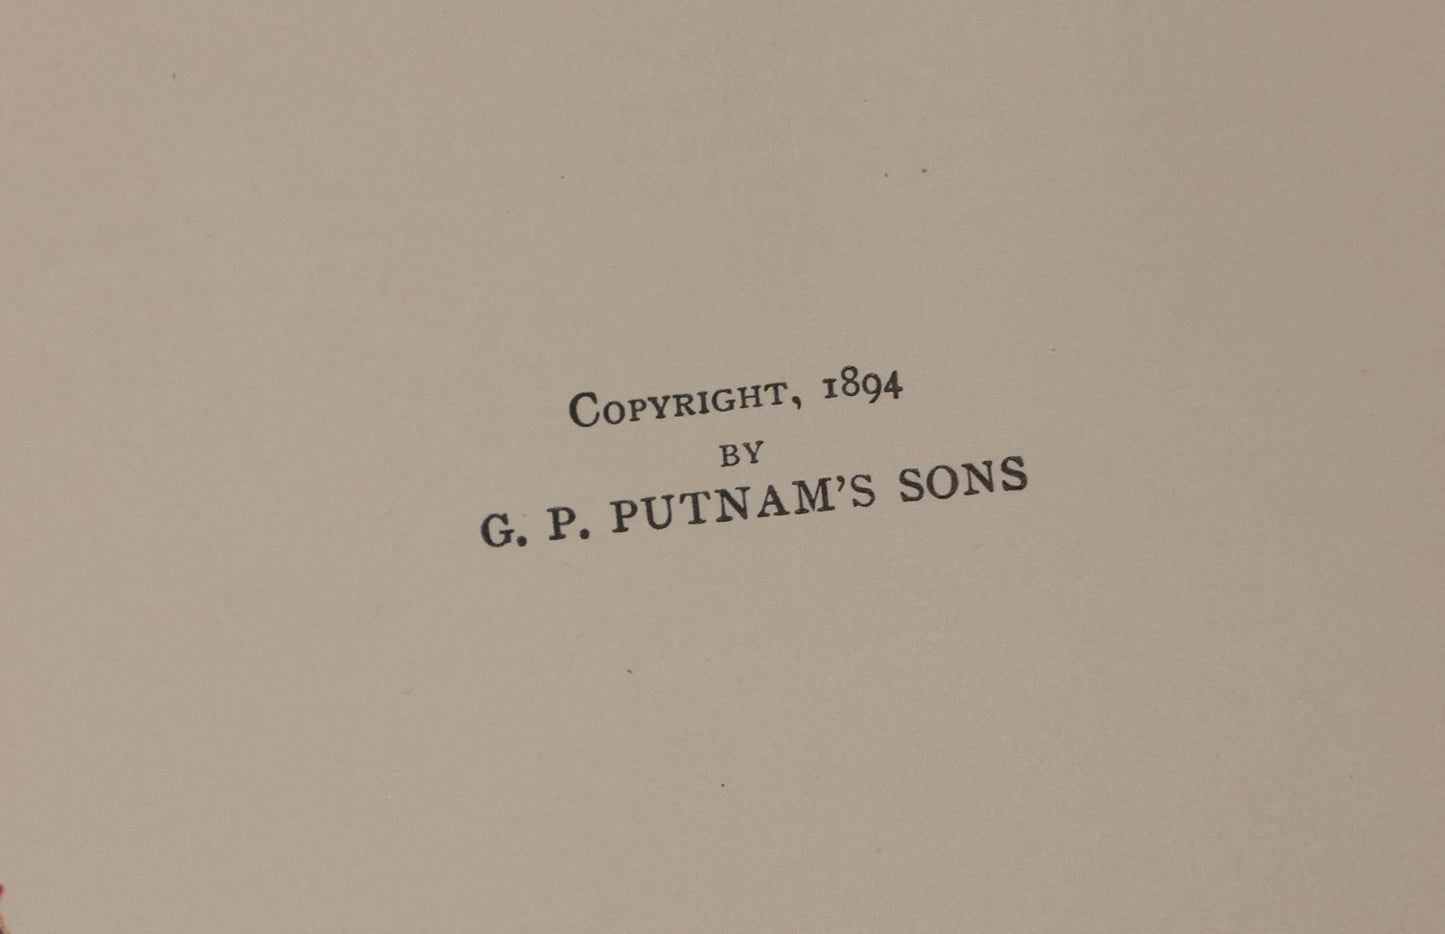 Copyright, 1894
BY
G. P. PUTNAM'S SONS